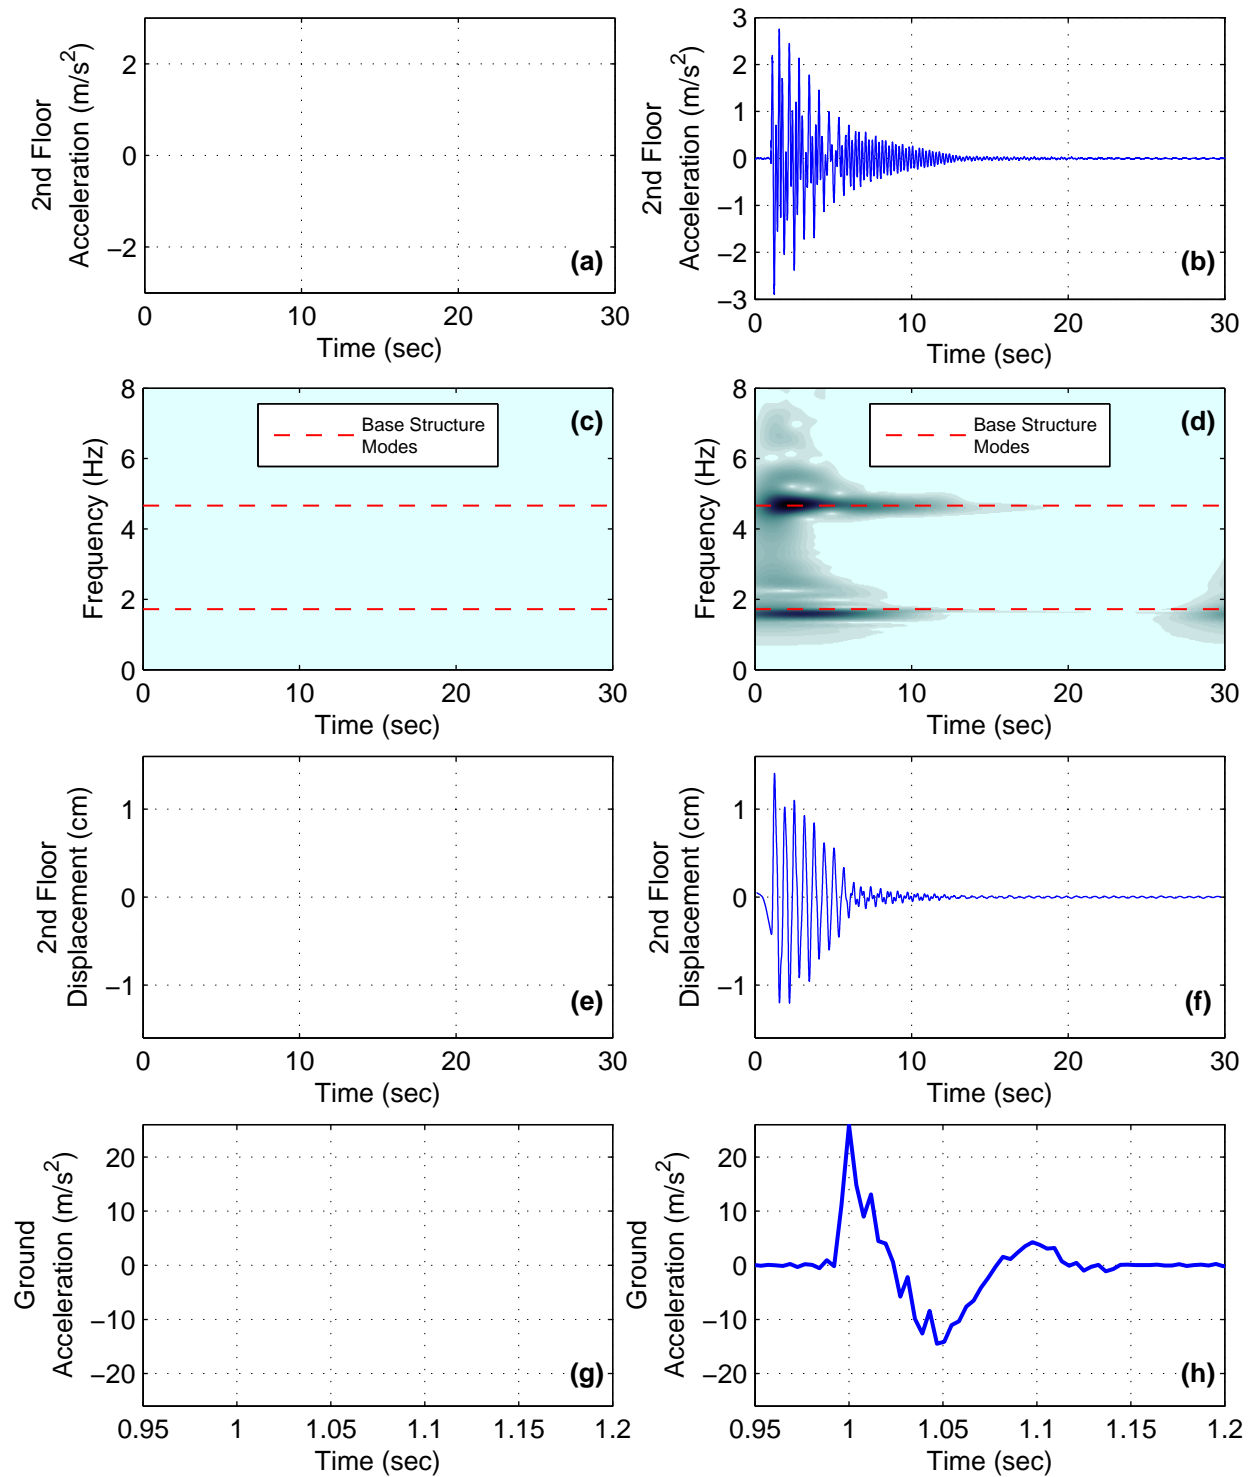 2nd Floor
Acceleration (m/s²)
2
0
−2
(a)
0 10 20 30
Time (sec)
2nd Floor
Acceleration (m/s²)
3
2
1
0
−1
−2
−3
(b)
0 10 20 30
Time (sec)
Frequency (Hz)
8
6
4
2
0
Base Structure
Modes
(c)
0 10 20 30
Time (sec)
Frequency (Hz)
8
6
4
2
0
Base Structure
Modes
(d)
0 10 20 30
Time (sec)
2nd Floor
Displacement (cm)
1
0
−1
(e)
0 10 20 30
Time (sec)
2nd Floor
Displacement (cm)
1
0
−1
(f)
0 10 20 30
Time (sec)
Ground
Acceleration (m/s²)
20
10
0
−10
−20
(g)
0.95 1 1.05 1.1 1.15 1.2
Time (sec)
Ground
Acceleration (m/s²)
20
10
0
−10
−20
(h)
0.95 1 1.05 1.1 1.15 1.2
Time (sec)